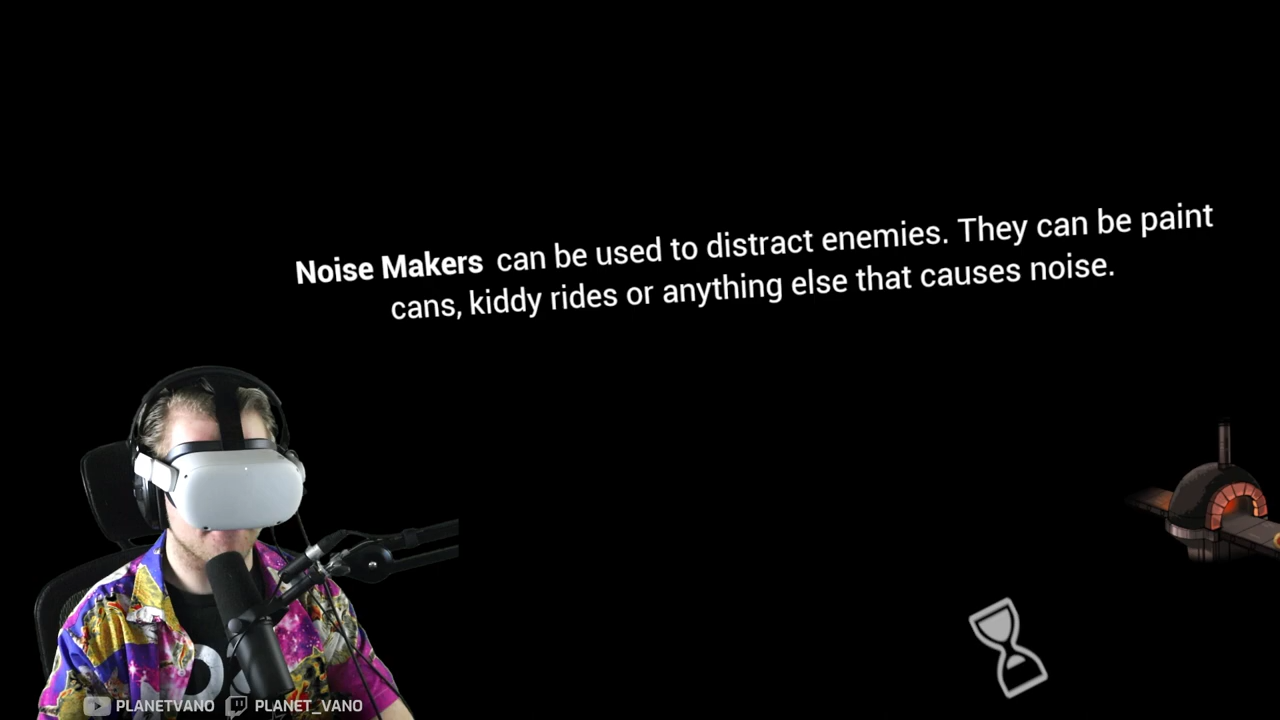 Noise Makers can be used to distract enemies. They can be paint
cans, kiddy rides or anything else that causes noise.
PLANETVANO PLANET_VANO